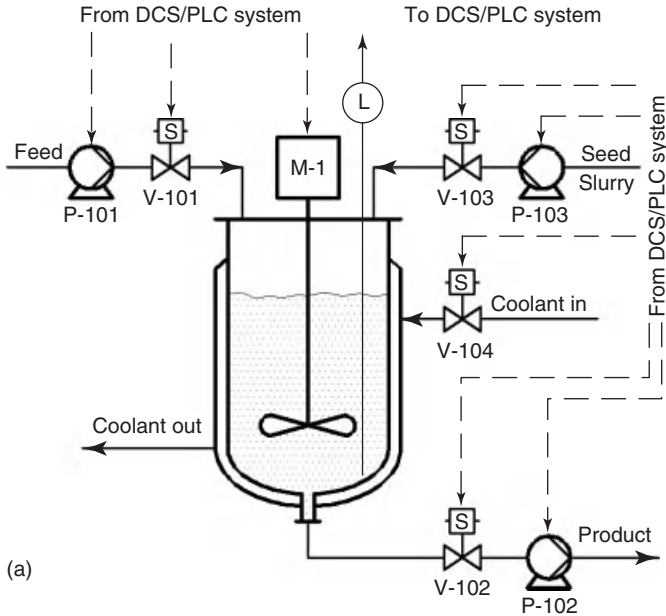 From DCS/PLC system
To DCS/PLC system
L
S
S
Feed
M-1
Seed
Slurry
P-101
V-101
V-103
P-103
From DCS/PLC system
S
Coolant in
V-104
Coolant out
S
Product
(a)
V-102
P-102